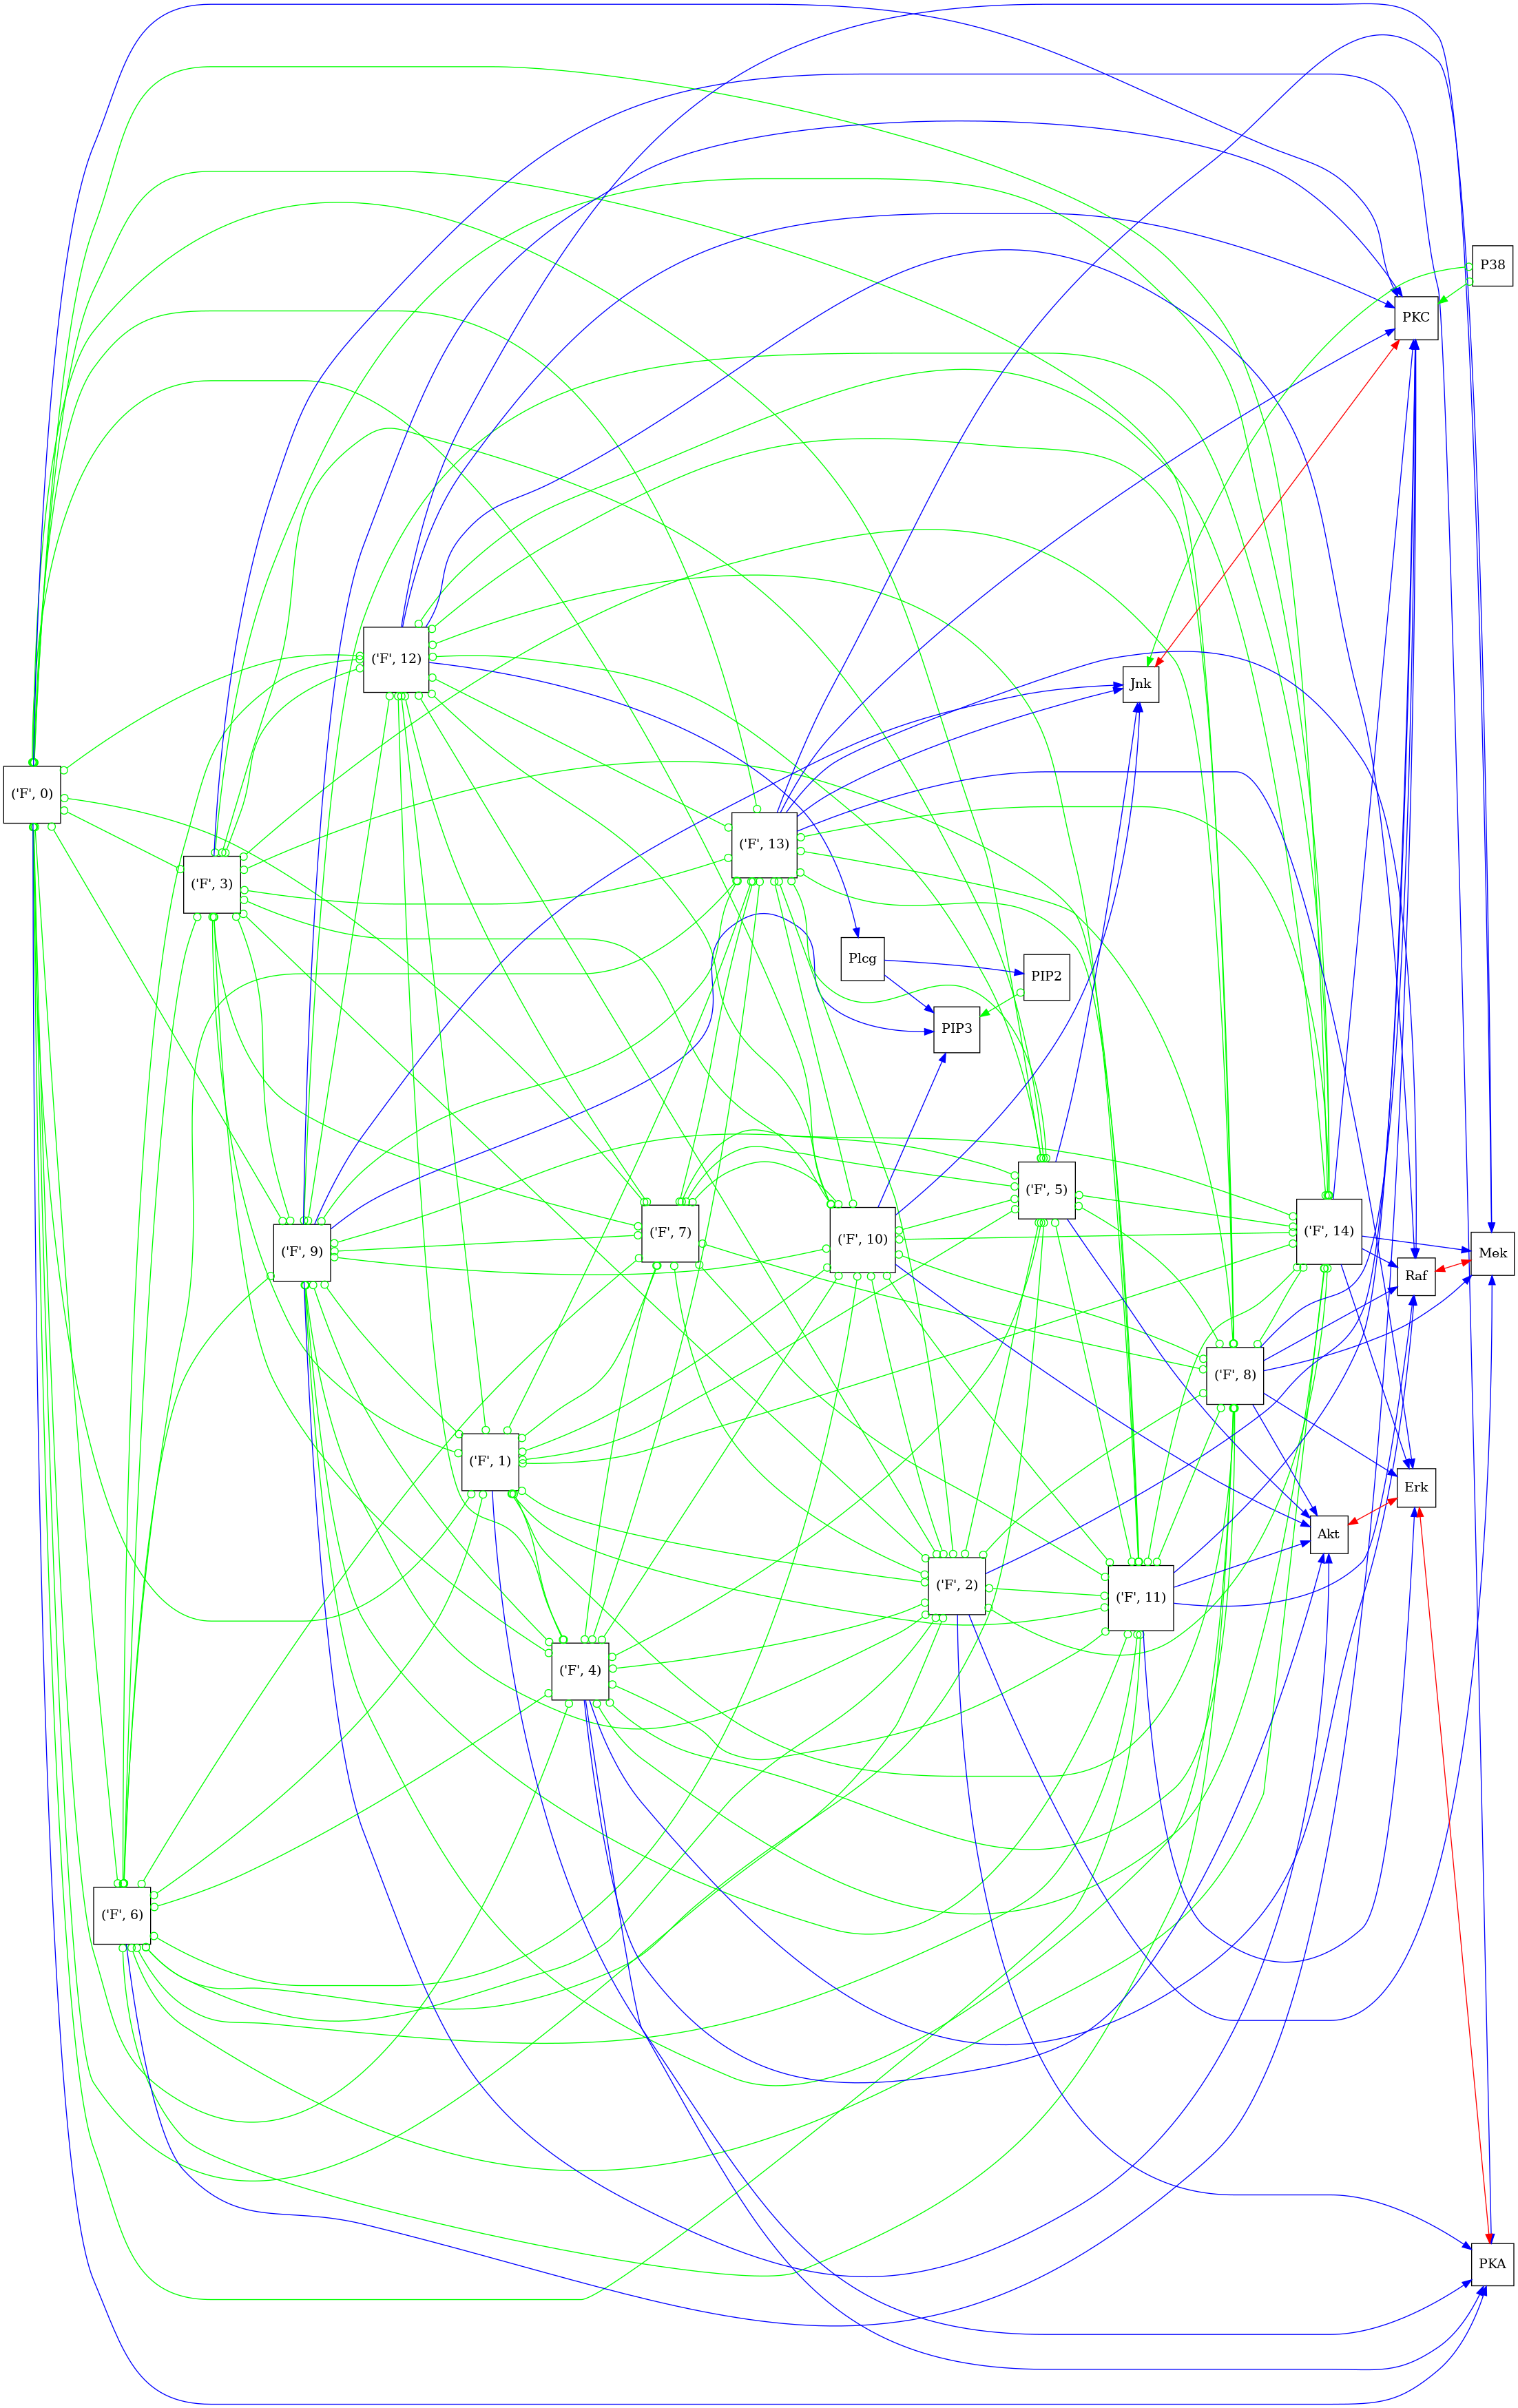 P38
PKC
('F', 12)
Jnk
('F', 0)
('F', 13)
('F', 3)
Plcg
PIP2
PIP3
('F', 5)
('F', 7)
('F', 14)
('F', 10)
('F', 9)
Mek
Raf
('F', 8)
('F', 1)
Erk
Akt
('F', 2)
('F', 11)
('F', 4)
('F', 6)
PKA